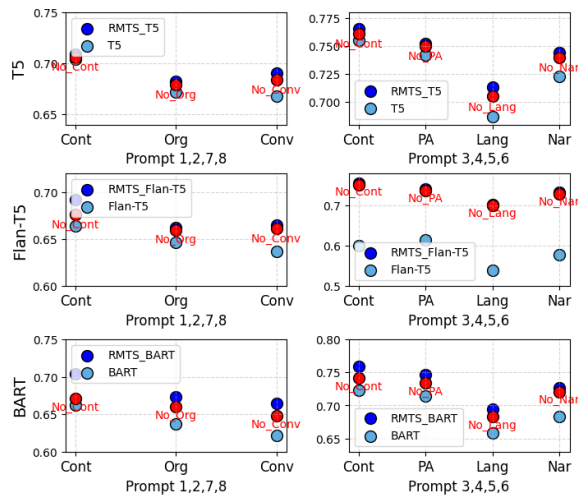 T5
0.75
0.70
0.65
RMTS_T5
T5
No_Cont
No_Org
No_Conv
Cont Org Conv
Prompt 1,2,7,8
0.775
0.750
0.725
0.700
No_Cont
No_PA
No_Lang
No_Nar
RMTS_T5
T5
Cont PA Lang Nar
Prompt 3,4,5,6
Flan-T5
0.70
0.65
0.60
RMTS_Flan-T5
Flan-T5
No_Cont
No_Org
No_Conv
Cont Org Conv
Prompt 1,2,7,8
0.7
0.6
0.5
No_Cont
No_PA
No_Lang
No_Nar
RMTS_Flan-T5
Flan-T5
Cont PA Lang Nar
Prompt 3,4,5,6
BART
0.75
0.70
0.65
0.60
RMTS_BART
BART
No_Cont
No_Org
No_Conv
Cont Org Conv
Prompt 1,2,7,8
0.80
0.75
0.70
0.65
No_Cont
No_PA
No_Lang
No_Nar
RMTS_BART
BART
Cont PA Lang Nar
Prompt 3,4,5,6